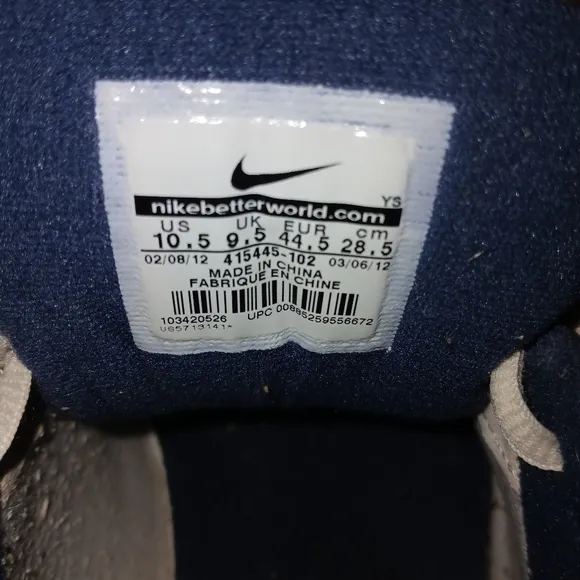 YS
nikebetterworld.com
US UK EUR cm
10.5 9.5 44.5 28.5
02/08/12 415445-102 03/06/12
MADE IN CHINA
FABRIQUE EN CHINE
103420526 UPC 00885259556672
US5713141-